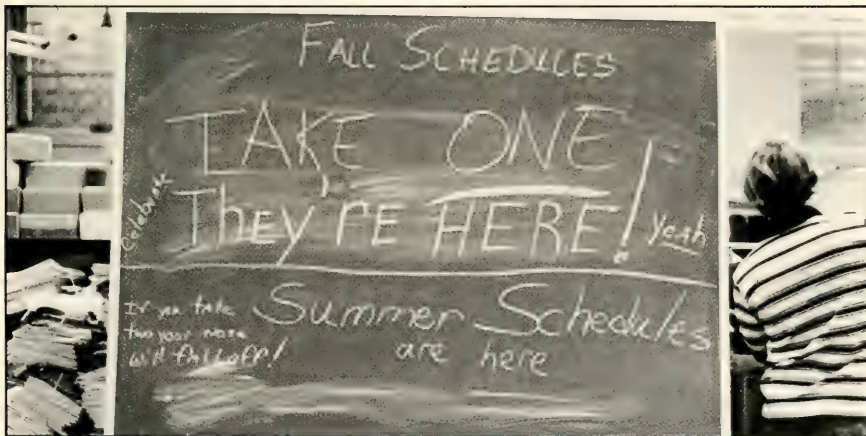 FALL SCHEDULES
TAKE ONE
Celebrate
They're HERE!
Yeah
If you take
two your nose
will fall off!
Summer Schedules
are here